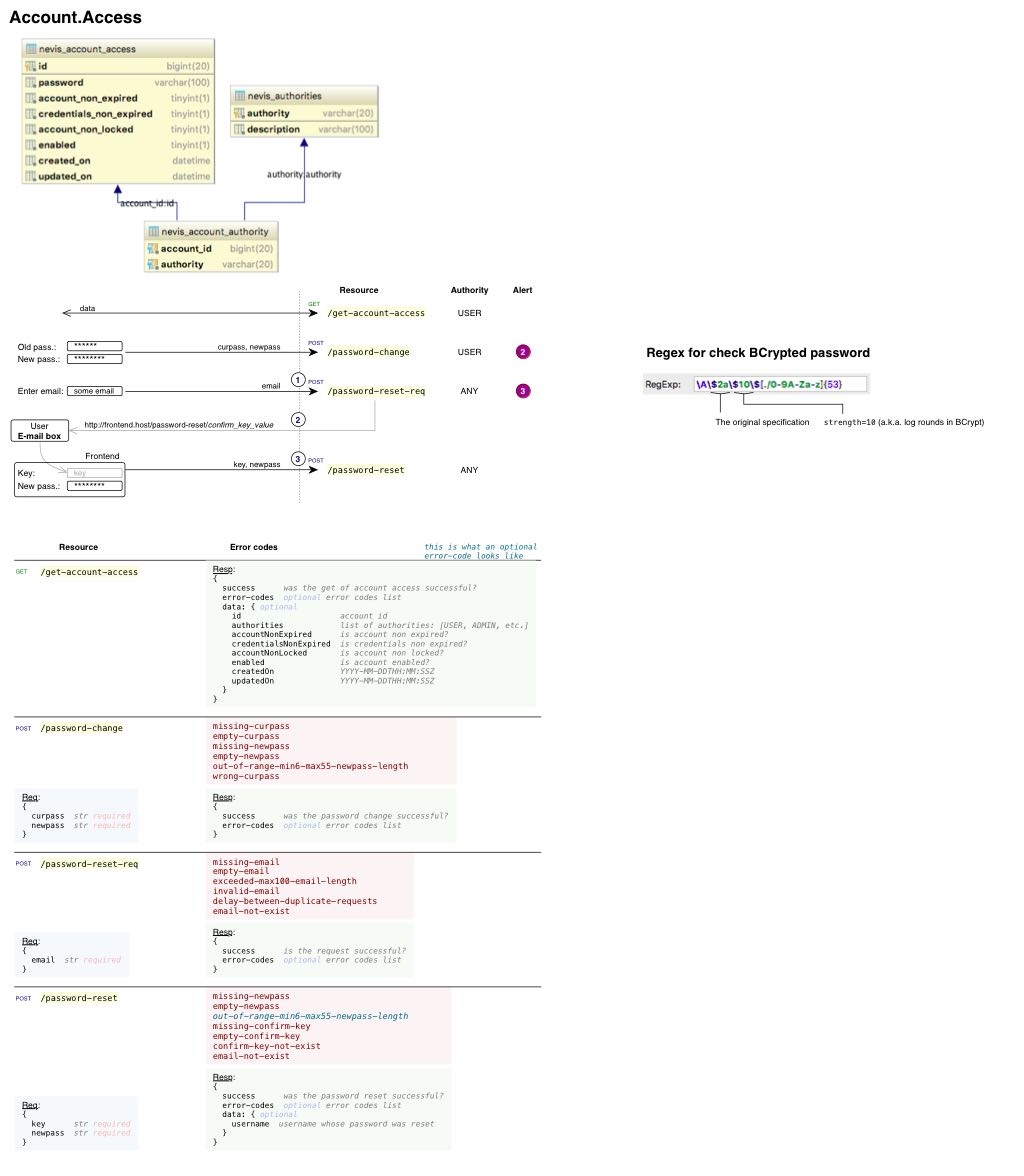 Account.Access
nevis_account_access
id bigint(20)
password varchar(100)
account_non_expired tinyint(1)
credentials_non_expired tinyint(1)
account_non_locked tinyint(1)
enabled tinyint(1)
created_on datetime
updated_on datetime
nevis_authorities
authority varchar(20)
description varchar(100)
authority:authority
account_id:id
nevis_account_authority
account_id bigint(20)
authority varchar(20)
Resource Authority Alert
data GET /get-account-access USER
Old pass.: ******
New pass.: ********
curpass, newpass POST /password-change USER 2
Enter email: some email email 1 POST /password-reset-req ANY 3
User
E-mail box
http://frontend.host/password-reset/confirm_key_value 2
Frontend
Key: key
New pass.: ********
key, newpass 3 POST /password-reset ANY
Regex for check BCrypted password
RegExp: \A\$2a\$10\$[./0-9A-Za-z]{53}
The original specification strength=10 (a.k.a. log rounds in BCrypt)
Resource Error codes this is what an optional
error-code looks like
GET /get-account-access
Resp:
{
success was the get of account access successful?
error-codes optional error codes list
data: { optional
id account id
authorities list of authorities: [USER, ADMIN, etc.]
accountNonExpired is account non expired?
credentialsNonExpired is credentials non expired?
accountNonLocked is account non locked?
enabled is account enabled?
createdOn YYYY-MM-DDTHH:MM:SSZ
updatedOn YYYY-MM-DDTHH:MM:SSZ
}
}
POST /password-change
missing-curpass
empty-curpass
missing-newpass
empty-newpass
out-of-range-min6-max55-newpass-length
wrong-curpass
Req:
{
curpass str required
newpass str required
}
Resp:
{
success was the password change successful?
error-codes optional error codes list
}
POST /password-reset-req
missing-email
empty-email
exceeded-max100-email-length
invalid-email
delay-between-duplicate-requests
email-not-exist
Req:
{
email str required
}
Resp:
{
success is the request successful?
error-codes optional error codes list
}
POST /password-reset
missing-newpass
empty-newpass
out-of-range-min6-max55-newpass-length
missing-confirm-key
empty-confirm-key
confirm-key-not-exist
email-not-exist
Req:
{
key str required
newpass str required
}
Resp:
{
success was the password reset successful?
error-codes optional error codes list
data: { optional
username username whose password was reset
}
}